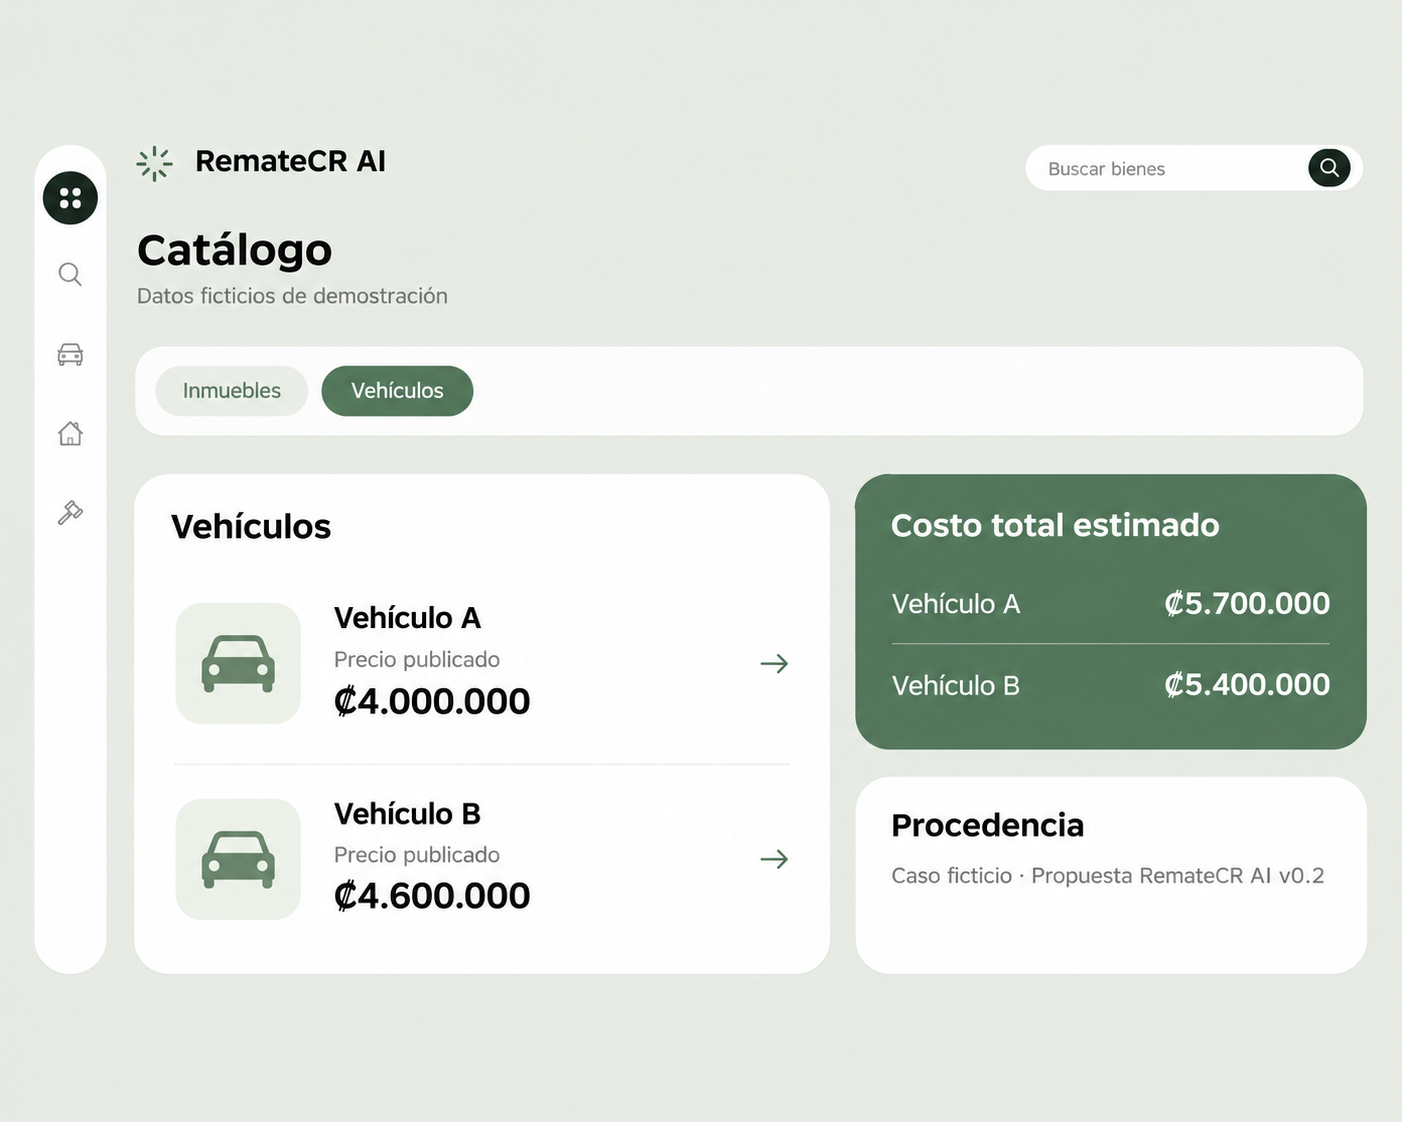 RemateCR AI
Buscar bienes
Catálogo
Datos ficticios de demostración
Inmuebles
Vehículos
Vehículos
Vehículo A
Precio publicado
₡4.000.000
Vehículo B
Precio publicado
₡4.600.000
Costo total estimado
Vehículo A ₡5.700.000
Vehículo B ₡5.400.000
Procedencia
Caso ficticio · Propuesta RemateCR AI v0.2